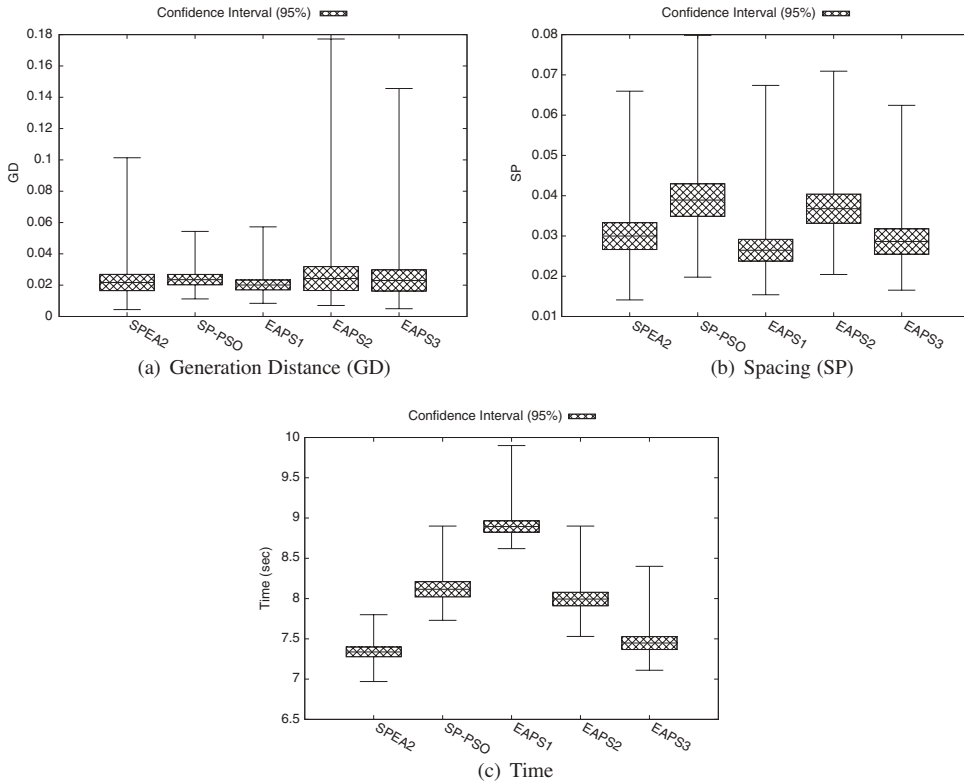 Confidence Interval (95%)
0.18
0.16
0.14
0.12
0.1
0.08
0.06
0.04
0.02
0
GD
SPEA2
SP-PSO
EAPS1
EAPS2
EAPS3
(a) Generation Distance (GD)
Confidence Interval (95%)
0.08
0.07
0.06
0.05
0.04
0.03
0.02
0.01
SP
SPEA2
SP-PSO
EAPS1
EAPS2
EAPS3
(b) Spacing (SP)
Confidence Interval (95%)
10
9.5
9
8.5
8
7.5
7
6.5
Time (sec)
SPEA2
SP-PSO
EAPS1
EAPS2
EAPS3
(c) Time